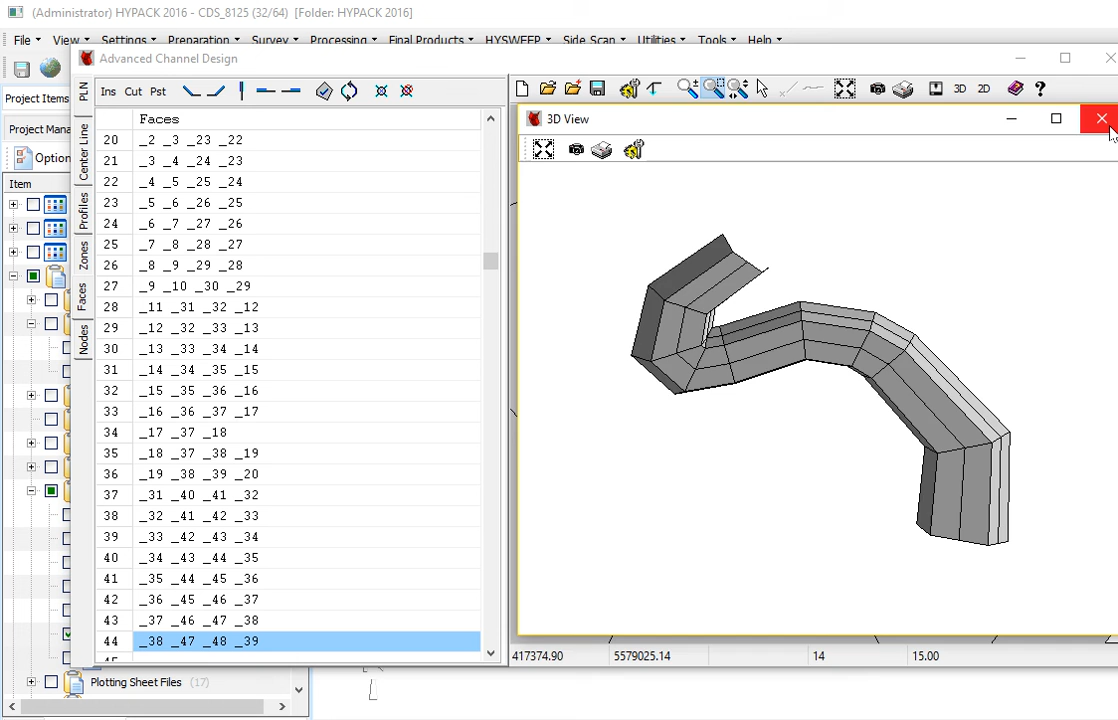 (Administrator) HYPACK 2016 - CDS_8125 (32/64) [Folder: HYPACK 2016]
File View Settings Preparation Survey Processing Final Products HYSWEEP Side Scan Utilities Tools Help
Advanced Channel Design
Ins Cut Pst
3D 2D
Project Items
Project Mana
Option
Item
Plotting Sheet Files (17)
PLN
Center Line
Profiles
Zones
Faces
Nodes
Faces
20 _2 _3 _23 _22
21 _3 _4 _24 _23
22 _4 _5 _25 _24
23 _5 _6 _26 _25
24 _6 _7 _27 _26
25 _7 _8 _28 _27
26 _8 _9 _29 _28
27 _9 _10 _30 _29
28 _11 _31 _32 _12
29 _12 _32 _33 _13
30 _13 _33 _34 _14
31 _14 _34 _35 _15
32 _15 _35 _36 _16
33 _16 _36 _37 _17
34 _17 _37 _18
35 _18 _37 _38 _19
36 _19 _38 _39 _20
37 _31 _40 _41 _32
38 _32 _41 _42 _33
39 _33 _42 _43 _34
40 _34 _43 _44 _35
41 _35 _44 _45 _36
42 _36 _45 _46 _37
43 _37 _46 _47 _38
44 _38 _47 _48 _39
3D View
417374.90 5579025.14 14 15.00